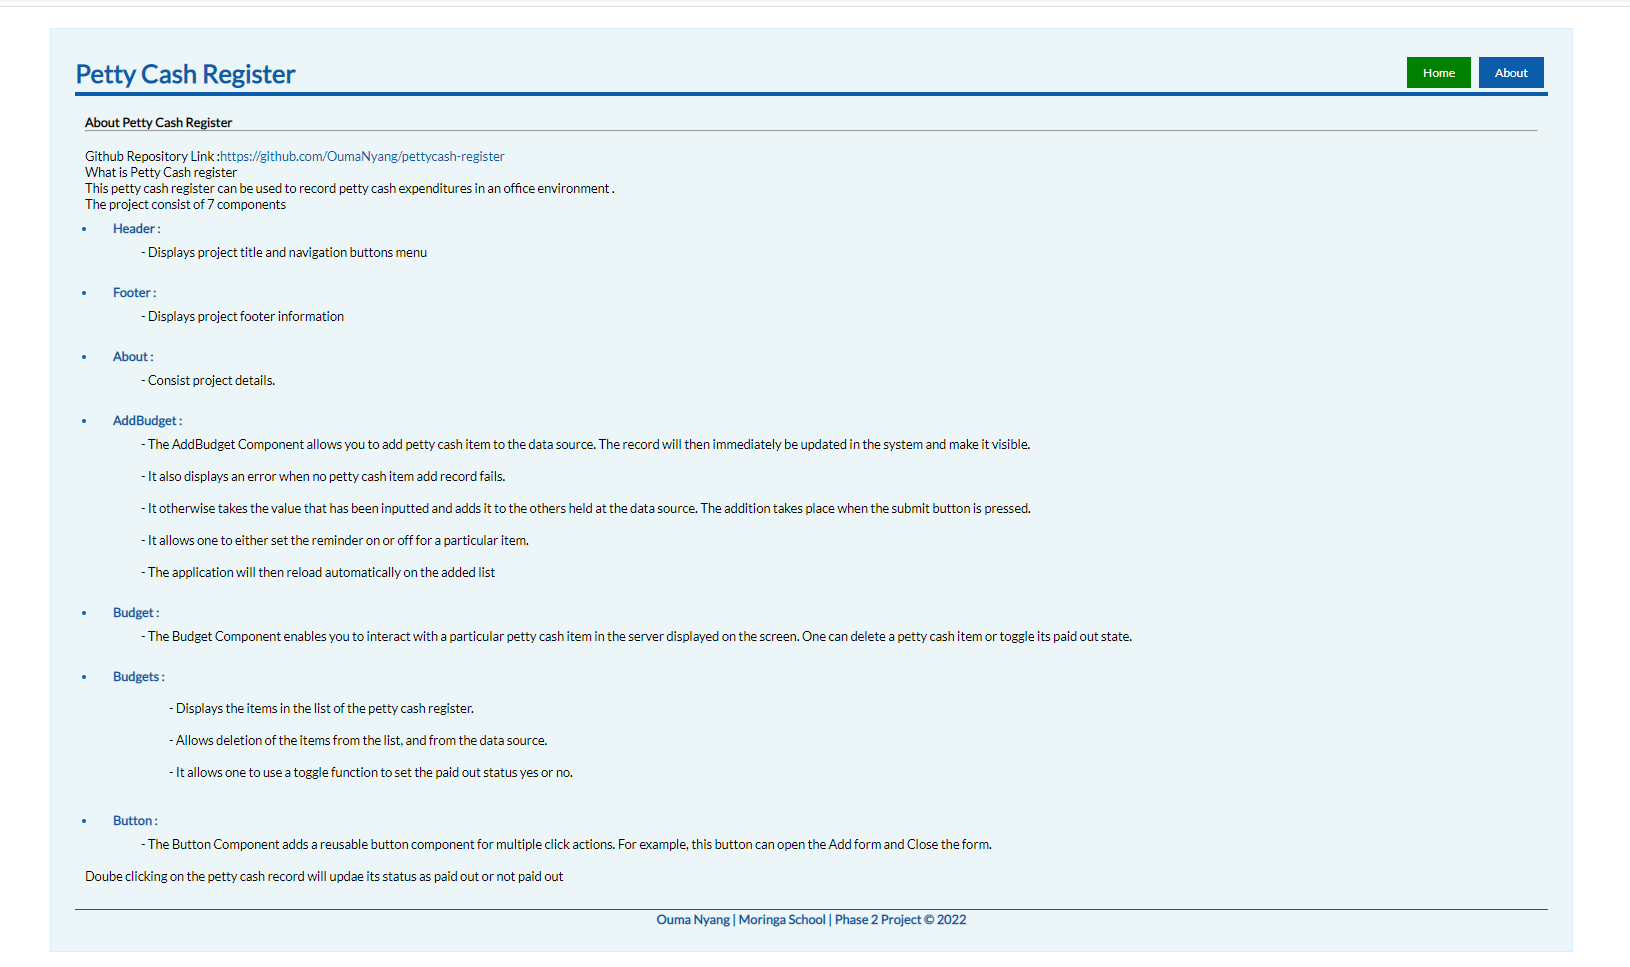 Petty Cash Register
Home
About
About Petty Cash Register
Github Repository Link :https://github.com/OumaNyang/pettycash-register
What is Petty Cash register
This petty cash register can be used to record petty cash expenditures in an office environment .
The project consist of 7 components
• Header :
- Displays project title and navigation buttons menu
• Footer :
- Displays project footer information
• About :
- Consist project details.
• AddBudget :
- The AddBudget Component allows you to add petty cash item to the data source. The record will then immediately be updated in the system and make it visible.
- It also displays an error when no petty cash item add record fails.
- It otherwise takes the value that has been inputted and adds it to the others held at the data source. The addition takes place when the submit button is pressed.
- It allows one to either set the reminder on or off for a particular item.
- The application will then reload automatically on the added list
• Budget :
- The Budget Component enables you to interact with a particular petty cash item in the server displayed on the screen. One can delete a petty cash item or toggle its paid out state.
• Budgets :
- Displays the items in the list of the petty cash register.
- Allows deletion of the items from the list, and from the data source.
- It allows one to use a toggle function to set the paid out status yes or no.
• Button :
- The Button Component adds a reusable button component for multiple click actions. For example, this button can open the Add form and Close the form.
Doube clicking on the petty cash record will updae its status as paid out or not paid out
Ouma Nyang | Moringa School | Phase 2 Project © 2022